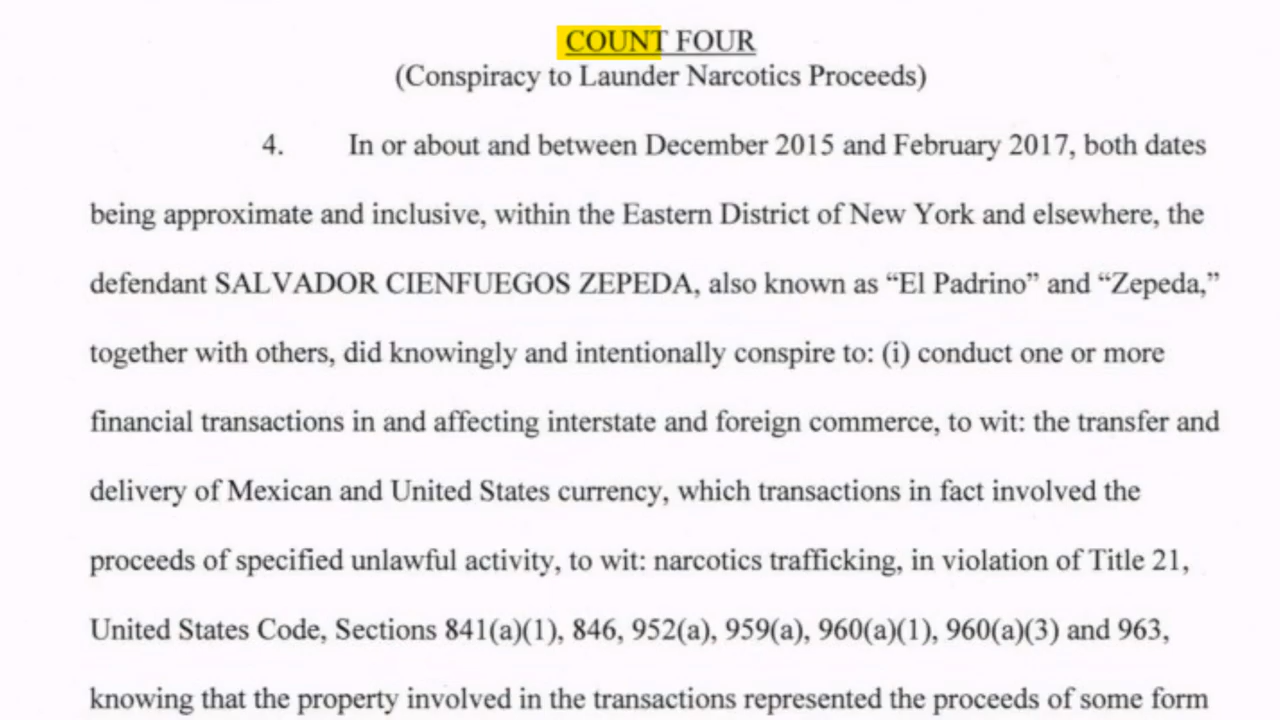 COUNT FOUR
(Conspiracy to Launder Narcotics Proceeds)
4. In or about and between December 2015 and February 2017, both dates
being approximate and inclusive, within the Eastern District of New York and elsewhere, the
defendant SALVADOR CIENFUEGOS ZEPEDA, also known as “El Padrino” and “Zepeda,”
together with others, did knowingly and intentionally conspire to: (i) conduct one or more
financial transactions in and affecting interstate and foreign commerce, to wit: the transfer and
delivery of Mexican and United States currency, which transactions in fact involved the
proceeds of specified unlawful activity, to wit: narcotics trafficking, in violation of Title 21,
United States Code, Sections 841(a)(1), 846, 952(a), 959(a), 960(a)(1), 960(a)(3) and 963,
knowing that the property involved in the transactions represented the proceeds of some form